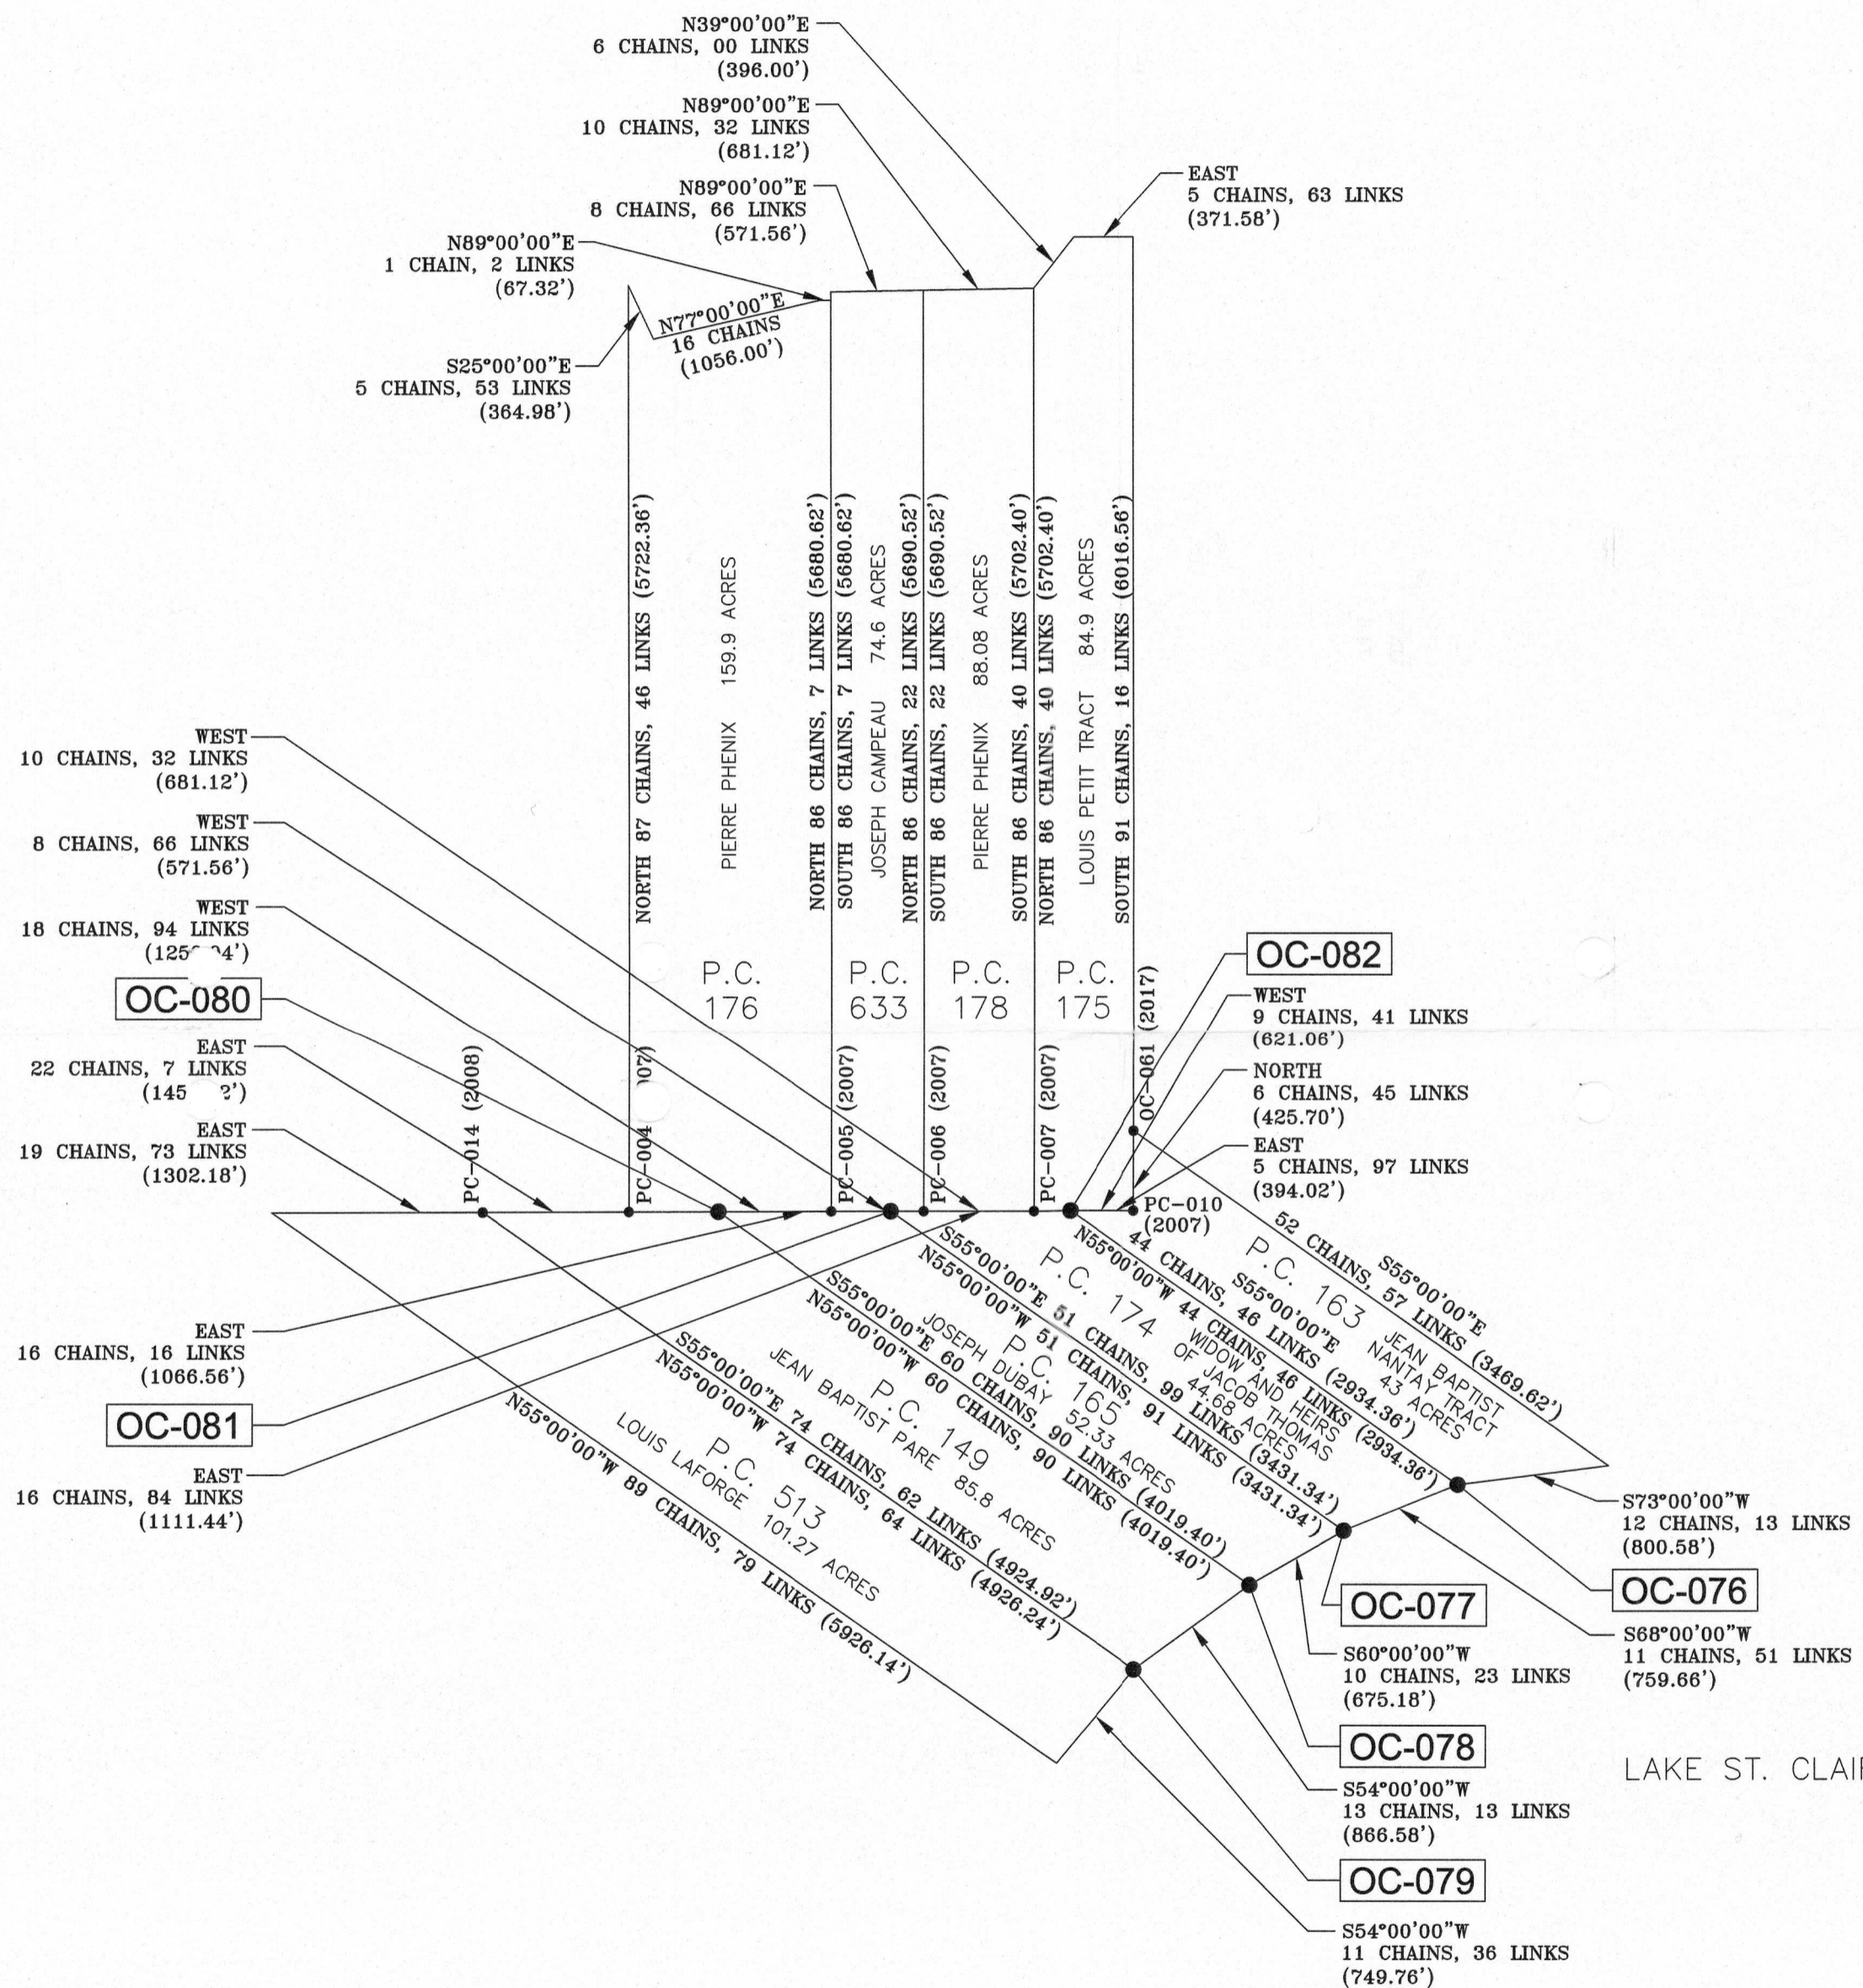 N39°00'00"E
6 CHAINS, 00 LINKS
(396.00')
N89°00'00"E
10 CHAINS, 32 LINKS
(681.12')
N89°00'00"E
8 CHAINS, 66 LINKS
(571.56')
EAST
5 CHAINS, 63 LINKS
(371.58')
N89°00'00"E
1 CHAIN, 2 LINKS
(67.32')
N77°00'00"E
16 CHAINS
(1056.00')
S25°00'00"E
5 CHAINS, 53 LINKS
(364.98')
NORTH 87 CHAINS, 46 LINKS (5722.36')
PIERRE PHENIX 159.9 ACRES
NORTH 86 CHAINS, 7 LINKS (5680.62')
SOUTH 86 CHAINS, 7 LINKS (5680.62')
JOSEPH CAMPEAU 74.6 ACRES
NORTH 86 CHAINS, 22 LINKS (5690.52')
SOUTH 86 CHAINS, 22 LINKS (5690.52')
PIERRE PHENIX 88.08 ACRES
SOUTH 86 CHAINS, 40 LINKS (5702.40')
NORTH 86 CHAINS, 40 LINKS (5702.40')
LOUIS PETIT TRACT 84.9 ACRES
SOUTH 91 CHAINS, 16 LINKS (6016.56')
P.C.
176
P.C.
633
P.C.
178
P.C.
175
WEST
10 CHAINS, 32 LINKS
(681.12')
WEST
8 CHAINS, 66 LINKS
(571.56')
WEST
18 CHAINS, 94 LINKS
OC-080
EAST
22 CHAINS, 7 LINKS
EAST
19 CHAINS, 73 LINKS
(1302.18')
PC-014 (2008)
PC-004
PC-005 (2007)
PC-006 (2007)
PC-007 (2007)
OC-061 (2017)
OC-082
WEST
9 CHAINS, 41 LINKS
(621.06')
NORTH
6 CHAINS, 45 LINKS
(425.70')
EAST
5 CHAINS, 97 LINKS
(394.02')
PC-010
(2007)
EAST
16 CHAINS, 16 LINKS
(1066.56')
OC-081
EAST
16 CHAINS, 84 LINKS
(1111.44')
S55°00'00"E
52 CHAINS, 57 LINKS (3469.62')
P.C. 163
JEAN BAPTIST
NANTAY TRACT
43 ACRES
S55°00'00"E
44 CHAINS, 46 LINKS (2934.36')
N55°00'00"W 44 CHAINS, 46 LINKS (2934.36')
P.C. 174
WIDOW AND HEIRS
OF JACOB THOMAS
44.68 ACRES
S55°00'00"E 51 CHAINS, 99 LINKS (3431.34')
N55°00'00"W 51 CHAINS, 91 LINKS (3431.34')
P.C. 165
JOSEPH DUBAY 52.33 ACRES
S55°00'00"E 60 CHAINS, 90 LINKS (4019.40')
N55°00'00"W 60 CHAINS, 90 LINKS (4019.40')
P.C. 149
JEAN BAPTIST PARE 85.8 ACRES
S55°00'00"E 74 CHAINS, 62 LINKS (4924.92')
N55°00'00"W 74 CHAINS, 64 LINKS (4926.24')
P.C. 513
LOUIS LAFORGE 101.27 ACRES
N55°00'00"W 89 CHAINS, 79 LINKS (5926.14')
S73°00'00"W
12 CHAINS, 13 LINKS
(800.58')
OC-076
S68°00'00"W
11 CHAINS, 51 LINKS
(759.66')
OC-077
S60°00'00"W
10 CHAINS, 23 LINKS
(675.18')
OC-078
LAKE ST.
S54°00'00"W
13 CHAINS, 13 LINKS
(866.58')
OC-079
S54°00'00"W
11 CHAINS, 36 LINKS
(749.76')